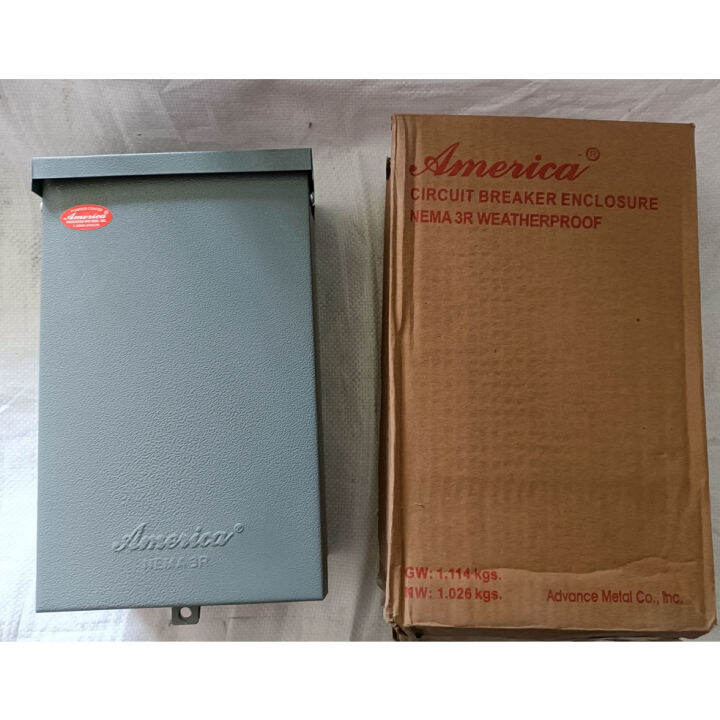 America
America®
NEMA 3R
America®
CIRCUIT BREAKER ENCLOSURE
NEMA 3R WEATHERPROOF
GW: 1.114 kgs.
NW: 1.026 kgs.
Advance Metal Co., Inc.